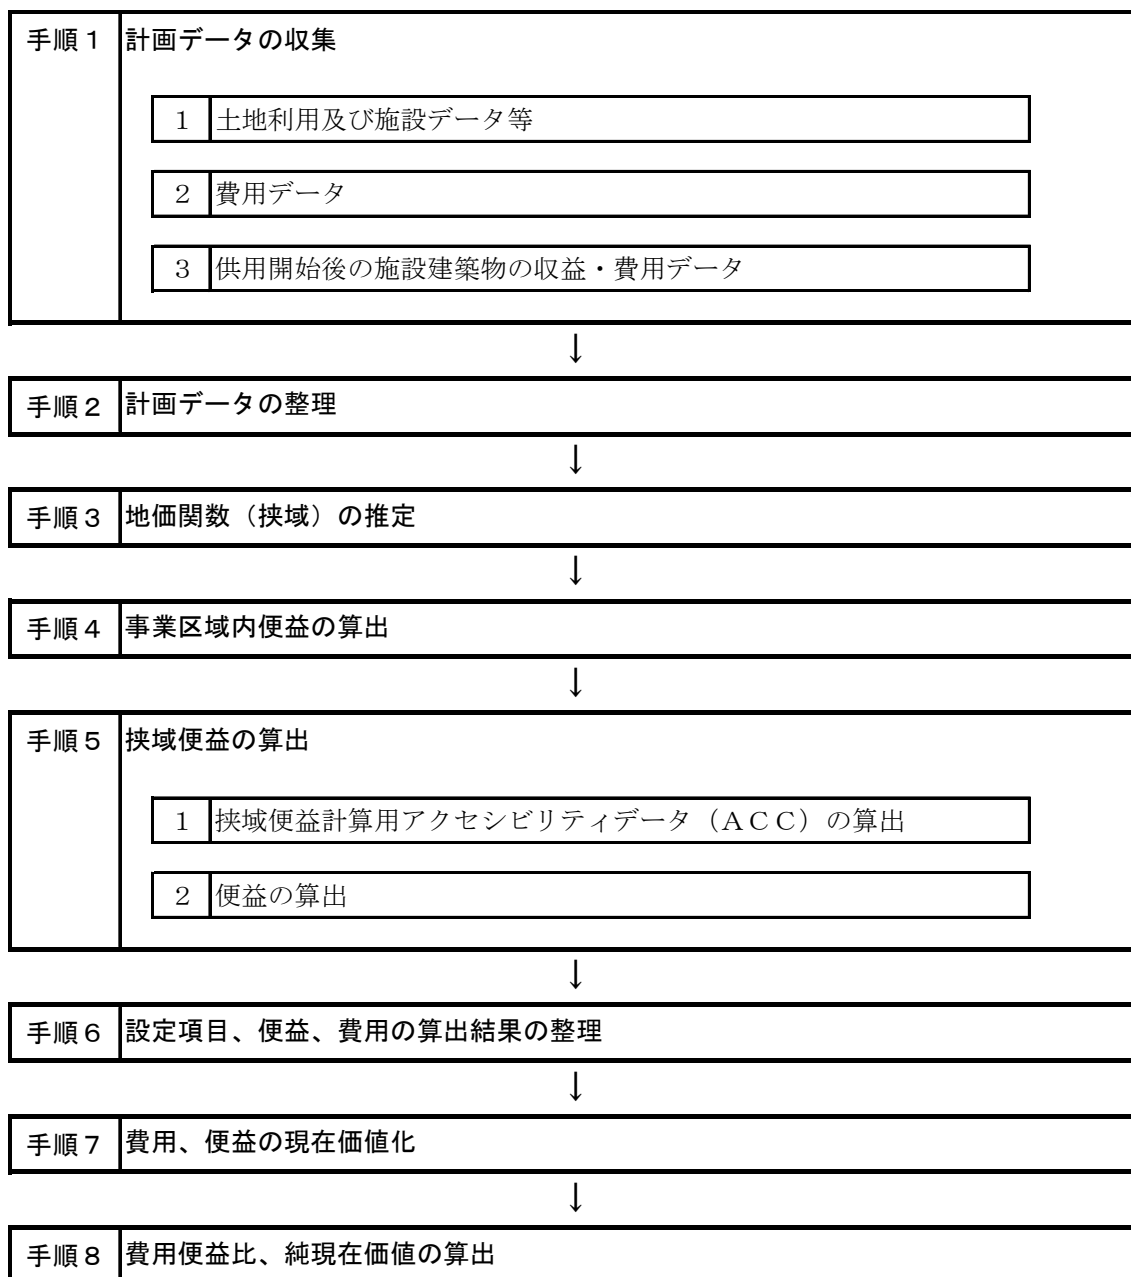 手順１ 計画データの収集
１ 土地利用及び施設データ等
２ 費用データ
３ 供用開始後の施設建築物の収益・費用データ
↓
手順２ 計画データの整理
↓
手順３ 地価関数（挟域）の推定
↓
手順４ 事業区域内便益の算出
↓
手順５ 挟域便益の算出
１ 挟域便益計算用アクセシビリティデータ（ＡＣＣ）の算出
２ 便益の算出
↓
手順６ 設定項目、便益、費用の算出結果の整理
↓
手順７ 費用、便益の現在価値化
↓
手順８ 費用便益比、純現在価値の算出